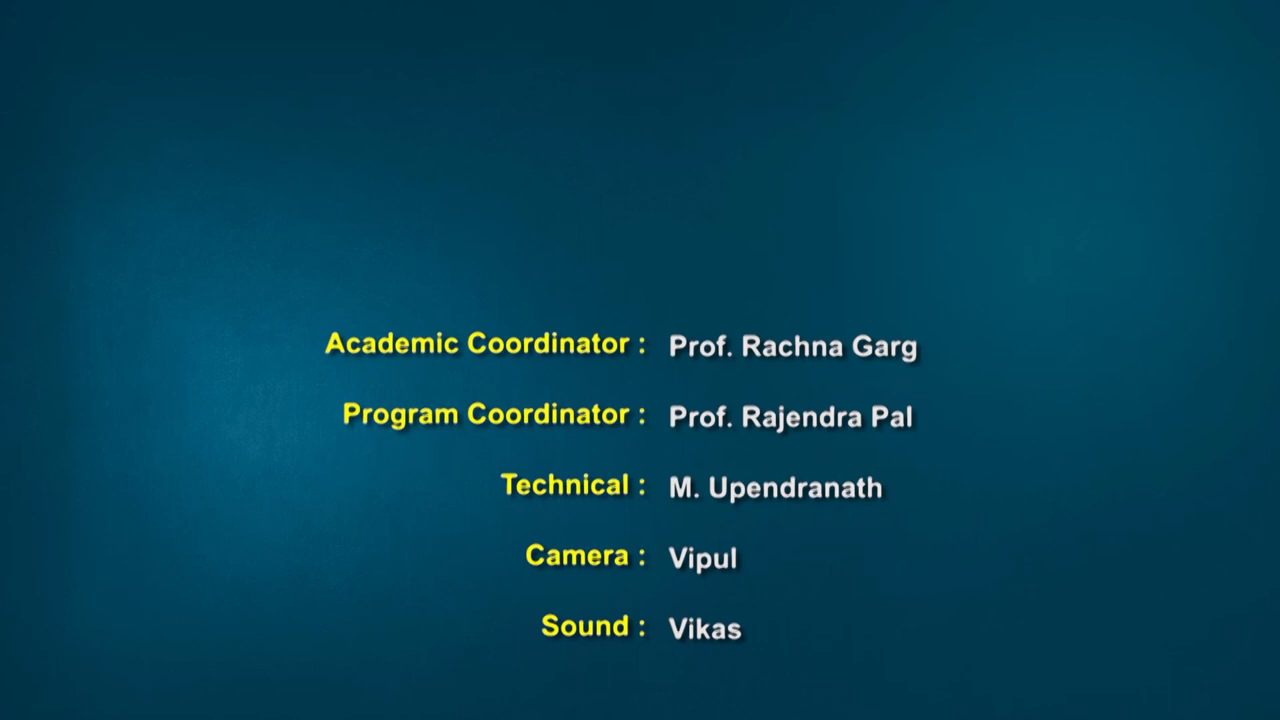 Academic Coordinator : Prof. Rachna Garg
Program Coordinator : Prof. Rajendra Pal
Technical : M. Upendranath
Camera : Vipul
Sound : Vikas